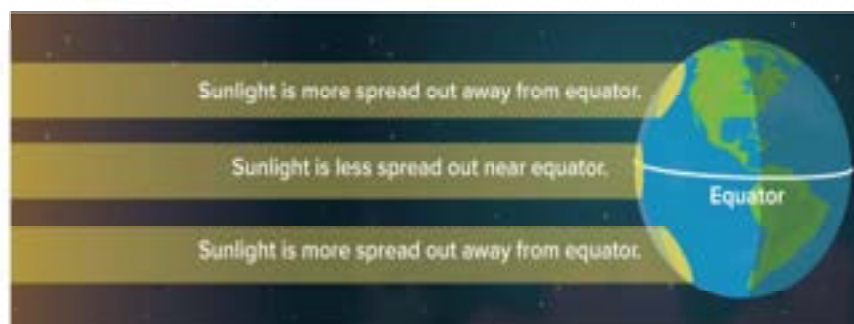 Sunlight is more spread out away from equator.
Sunlight is less spread out near equator.
Equator
Sunlight is more spread out away from equator.